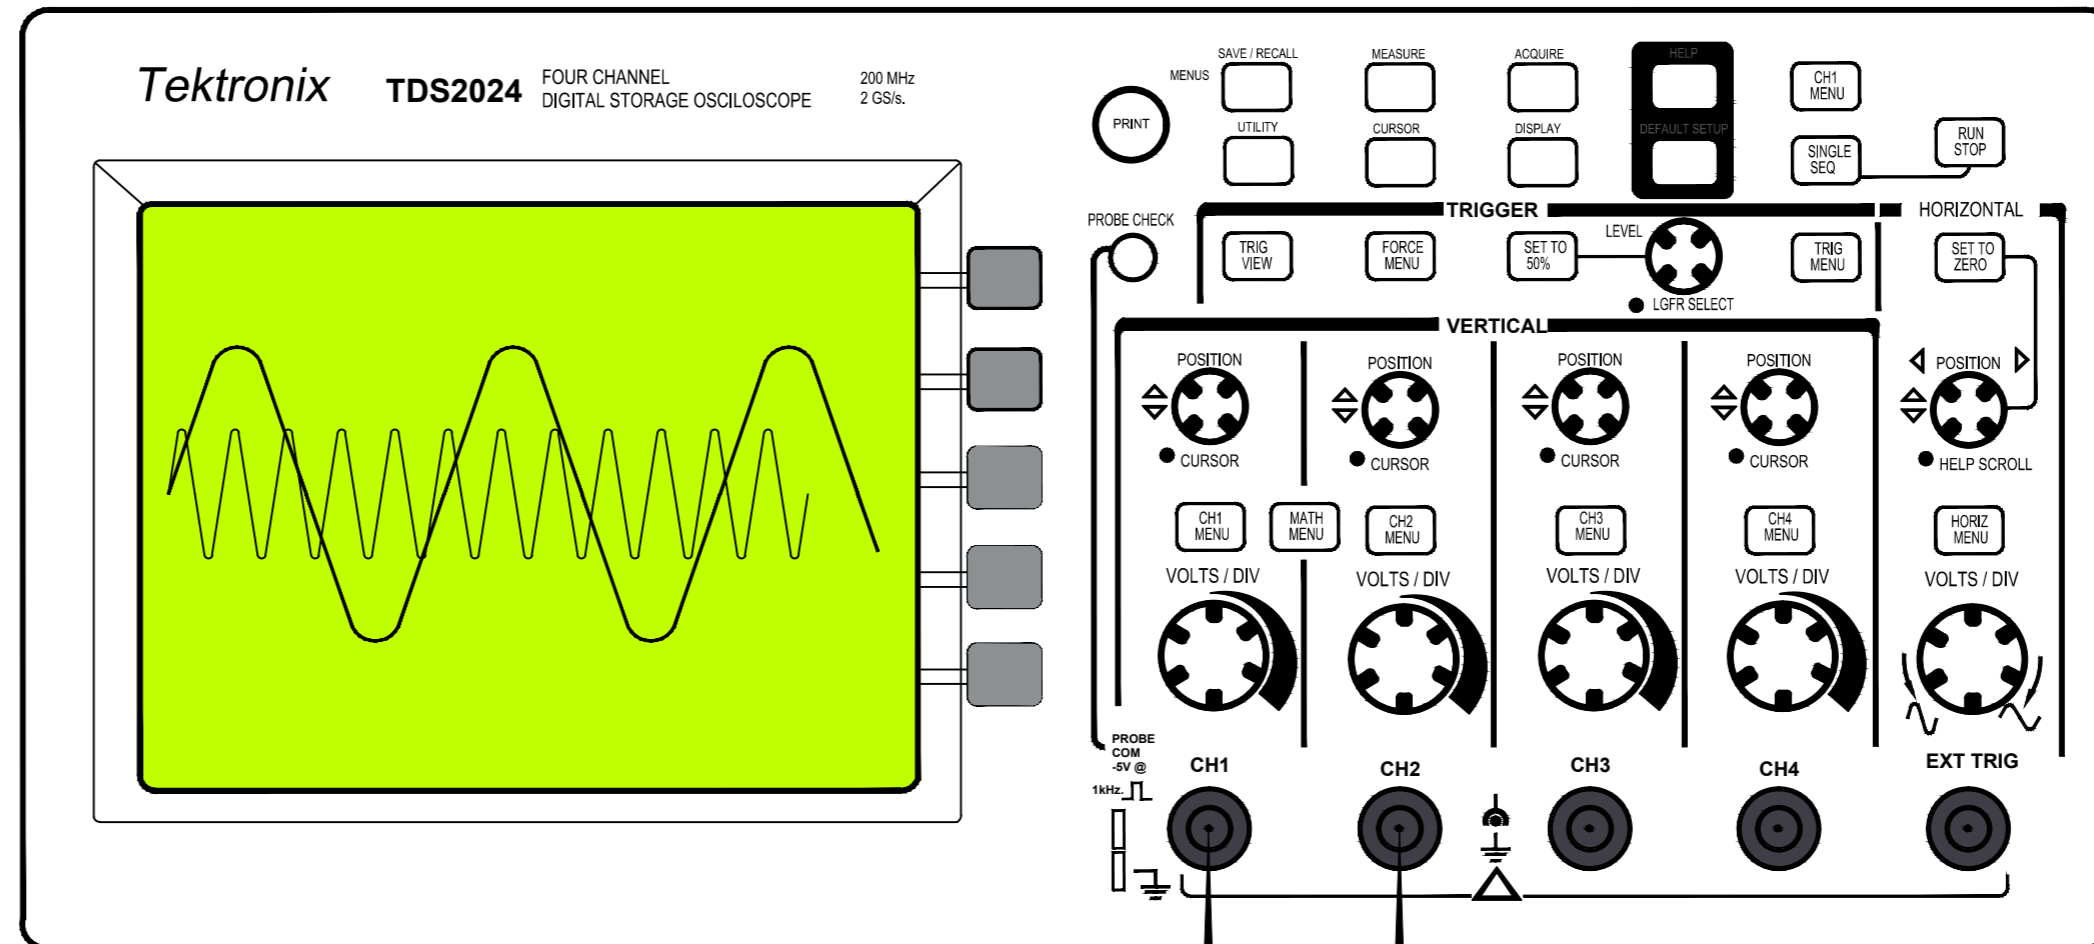 Tektronix TDS2024 FOUR CHANNEL 200 MHz
DIGITAL STORAGE OSCILOSCOPE 2 GS/s.
PRINT
MENUS
SAVE / RECALL MEASURE ACQUIRE HELP
CH1
MENU
UTILITY CURSOR DISPLAY DEFAULT SETUP
SINGLE
SEQ
RUN
STOP
PROBE CHECK
TRIGGER
HORIZONTAL
TRIG
VIEW
FORCE
MENU
SET TO
50%
LEVEL
LGFR SELECT
TRIG
MENU
SET TO
ZERO
VERTICAL
POSITION POSITION POSITION POSITION POSITION
CURSOR CURSOR CURSOR CURSOR HELP SCROLL
CH1
MENU
MATH
MENU
CH2
MENU
CH3
MENU
CH4
MENU
HORIZ
MENU
VOLTS / DIV VOLTS / DIV VOLTS / DIV VOLTS / DIV VOLTS / DIV
PROBE
COM
-5V @
1kHz.
CH1 CH2 CH3 CH4 EXT TRIG